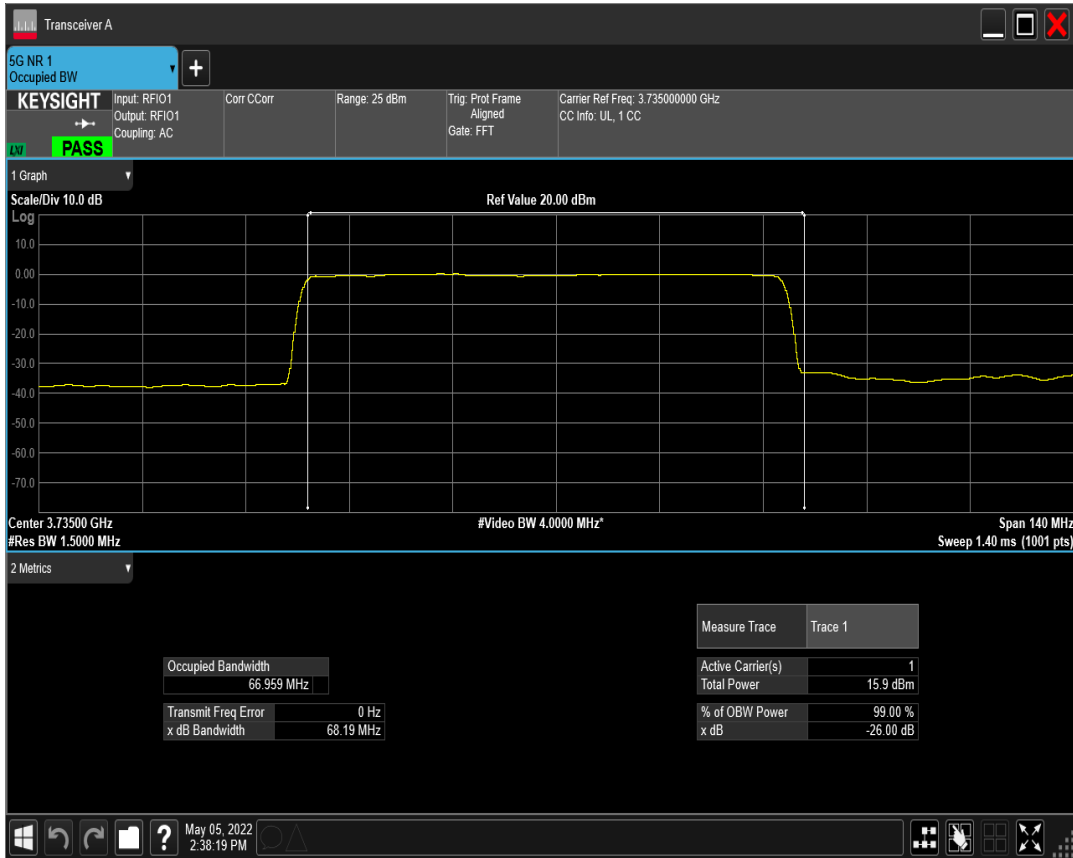 Transceiver A
5G NR 1
Occupied BW
KEYSIGHT
LXI
PASS
Input: RFIO1
Output: RFIO1
Coupling: AC
Corr CCorr
Range: 25 dBm
Trig: Prot Frame
Aligned
Gate: FFT
Carrier Ref Freq: 3.735000000 GHz
CC Info: UL, 1 CC
1 Graph
Scale/Div 10.0 dB
Ref Value 20.00 dBm
Log
10.0
0.00
-10.0
-20.0
-30.0
-40.0
-50.0
-60.0
-70.0
Center 3.73500 GHz
#Video BW 4.0000 MHz*
Span 140 MHz
#Res BW 1.5000 MHz
Sweep 1.40 ms (1001 pts)
2 Metrics
Measure Trace Trace 1
Occupied Bandwidth
66.959 MHz
Active Carrier(s) 1
Total Power 15.9 dBm
Transmit Freq Error 0 Hz
x dB Bandwidth 68.19 MHz
% of OBW Power 99.00 %
x dB -26.00 dB
?
May 05, 2022
2:38:19 PM